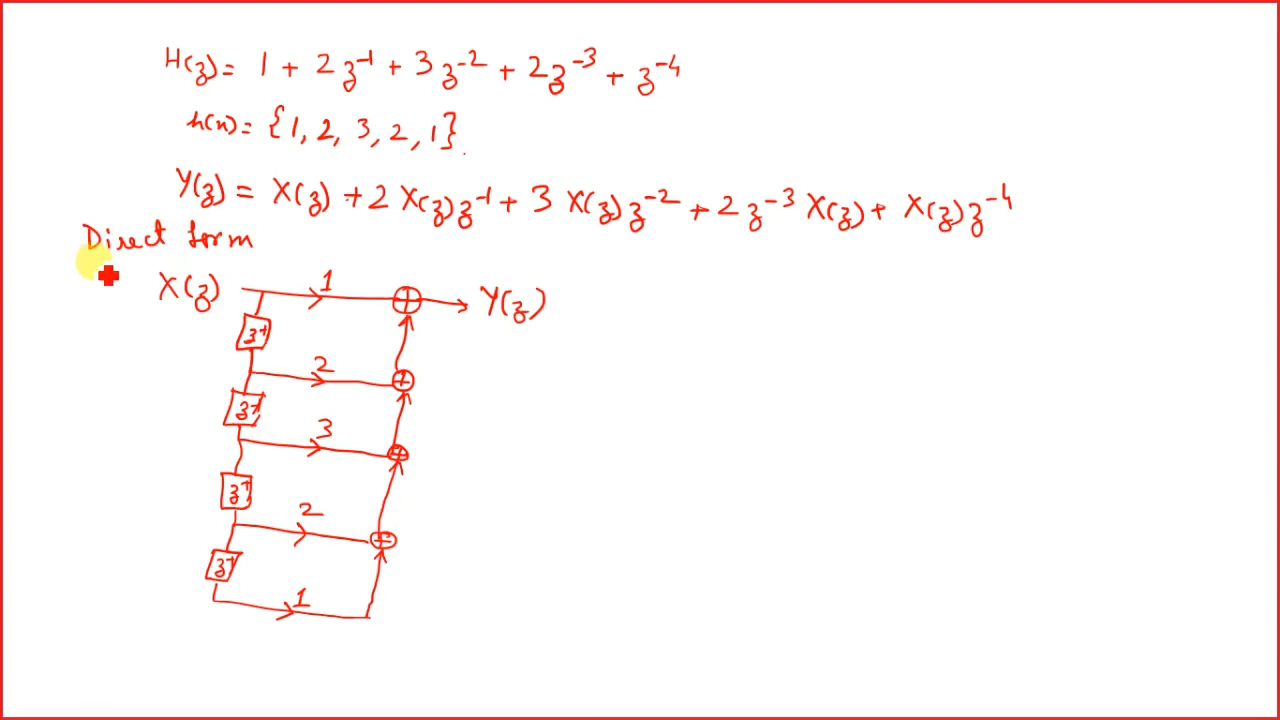 H(z) = 1 + 2z⁻¹ + 3z⁻² + 2z⁻³ + z⁻⁴
h(n) = {1, 2, 3, 2, 1}.
Y(z) = X(z) + 2X(z)z⁻¹ + 3X(z)z⁻² + 2z⁻³X(z) + X(z)z⁻⁴
Direct form
X(z) 1 + Y(z)
z⁻¹
2 +
z⁻¹
3 +
z⁻¹
2 +
z⁻¹
1